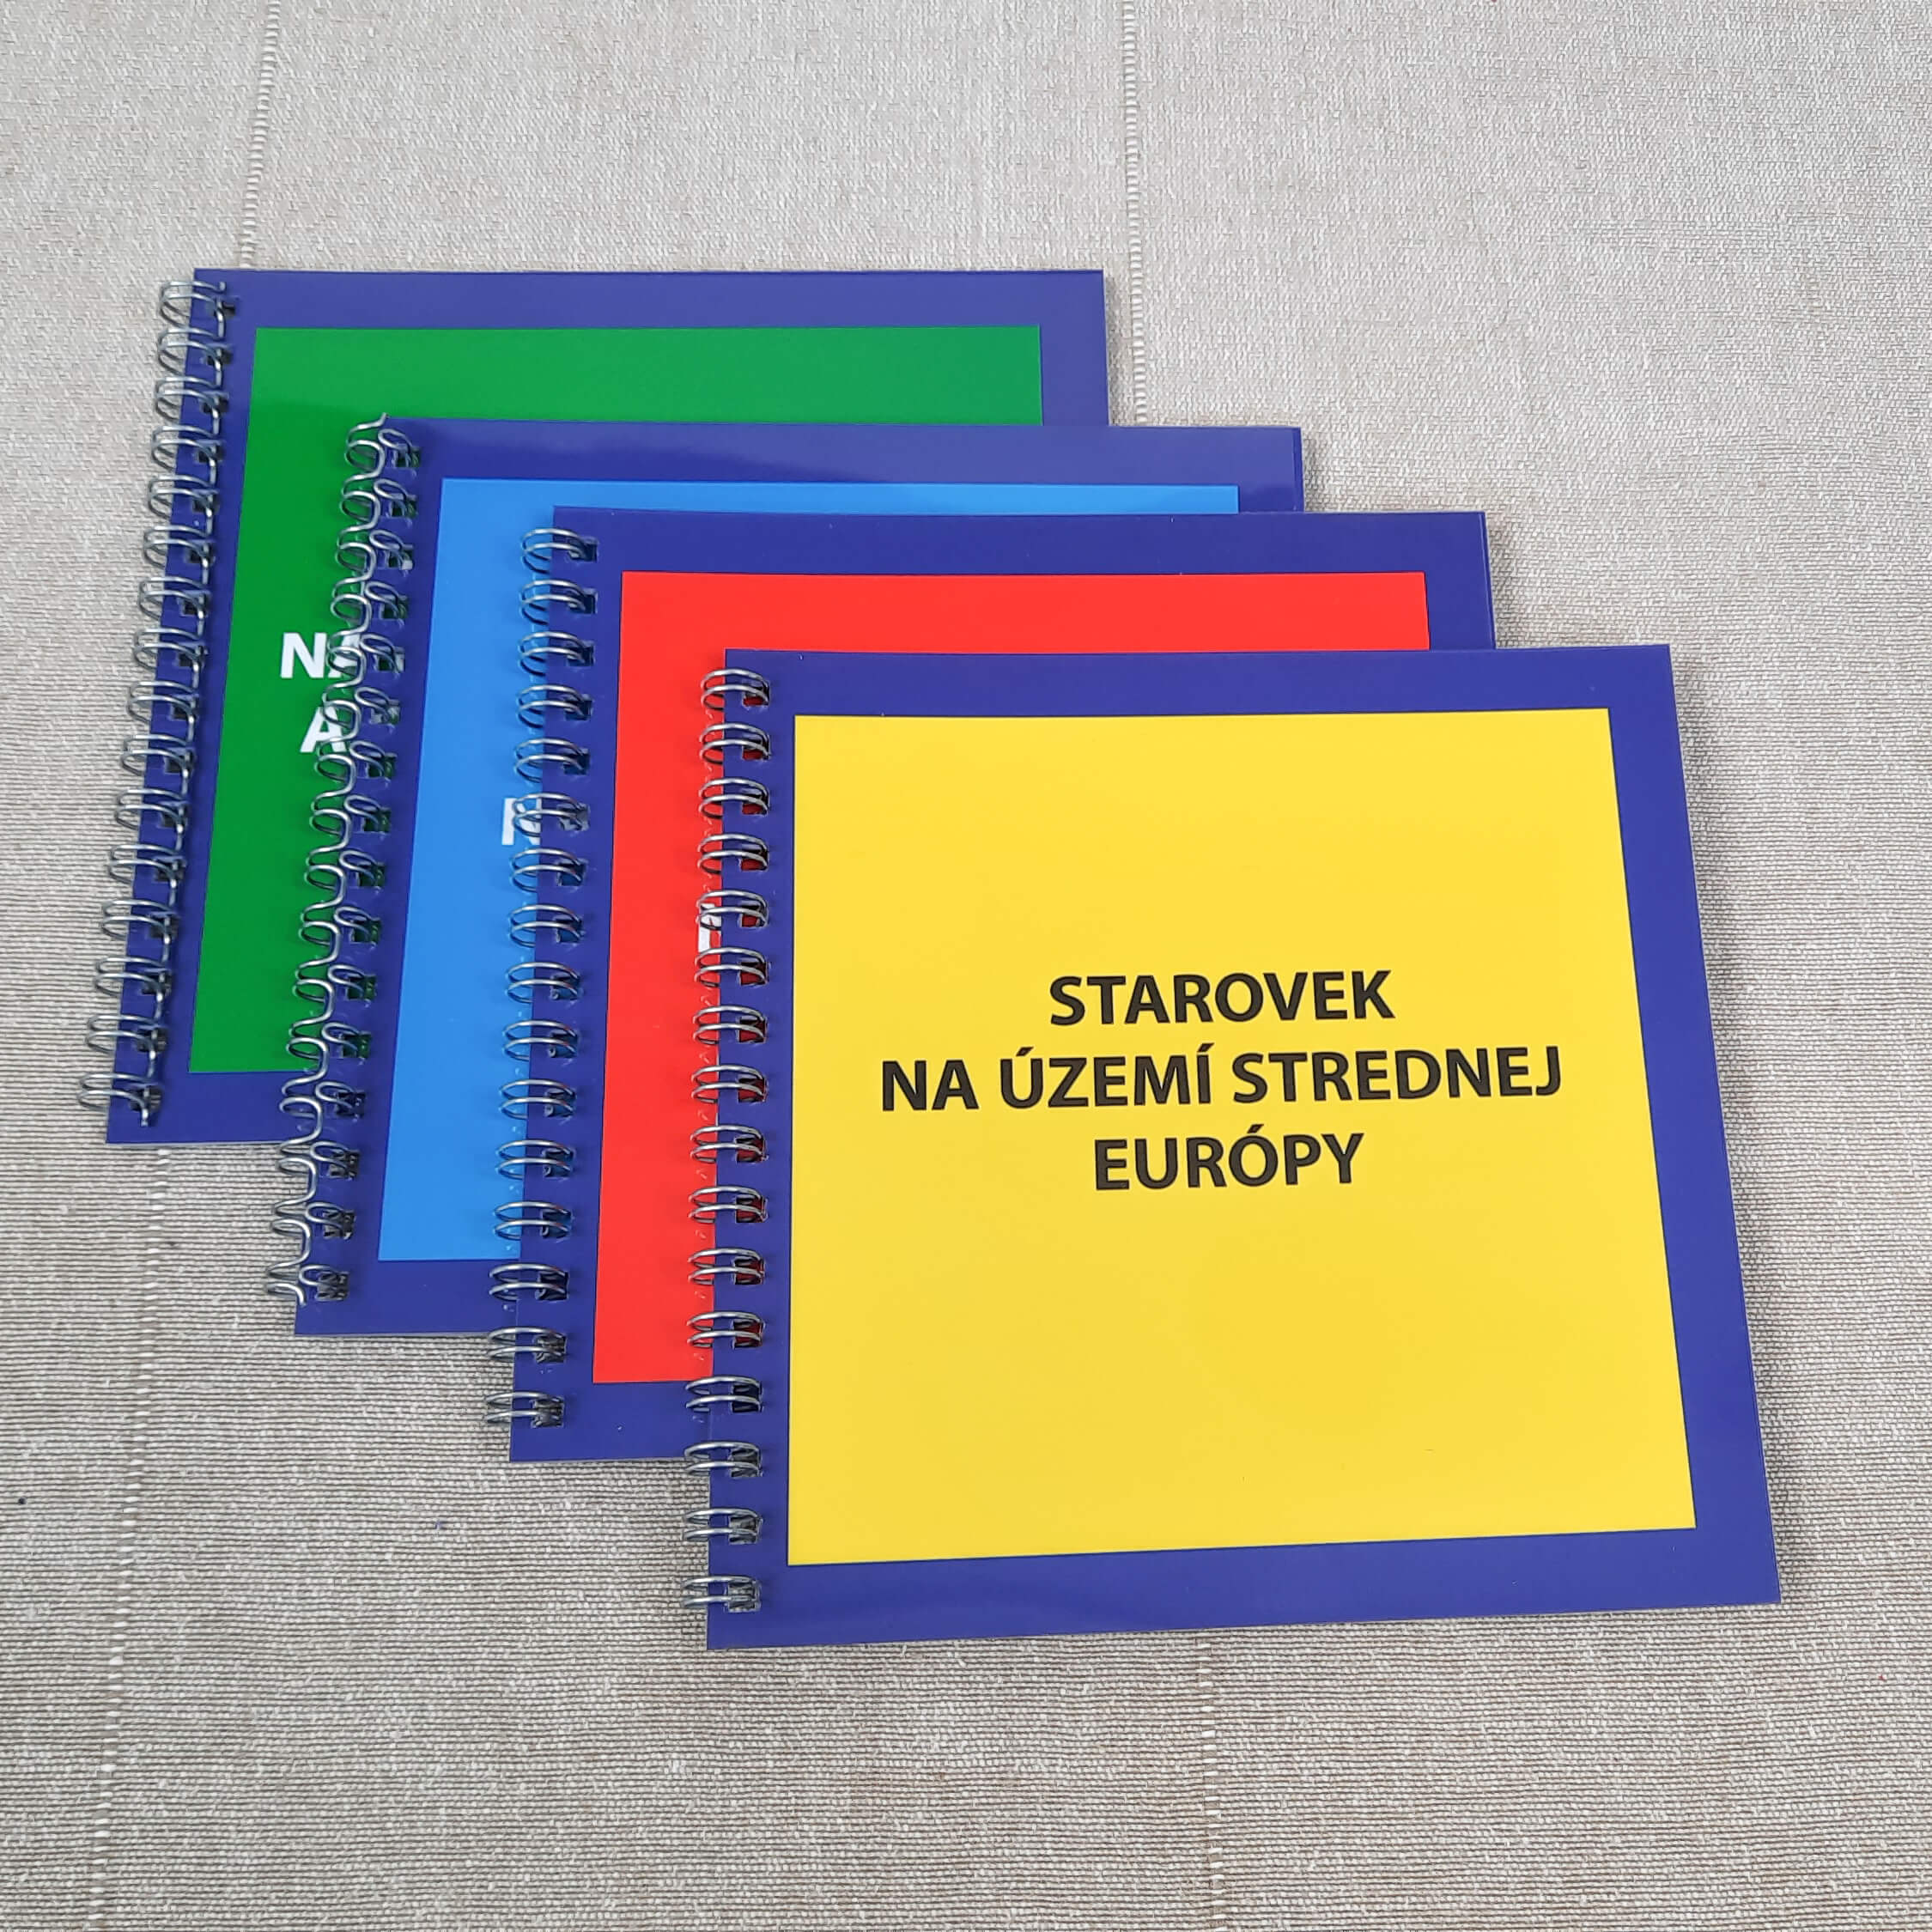 STAROVEK
NA ÚZEMÍ STREDNEJ
EURÓPY